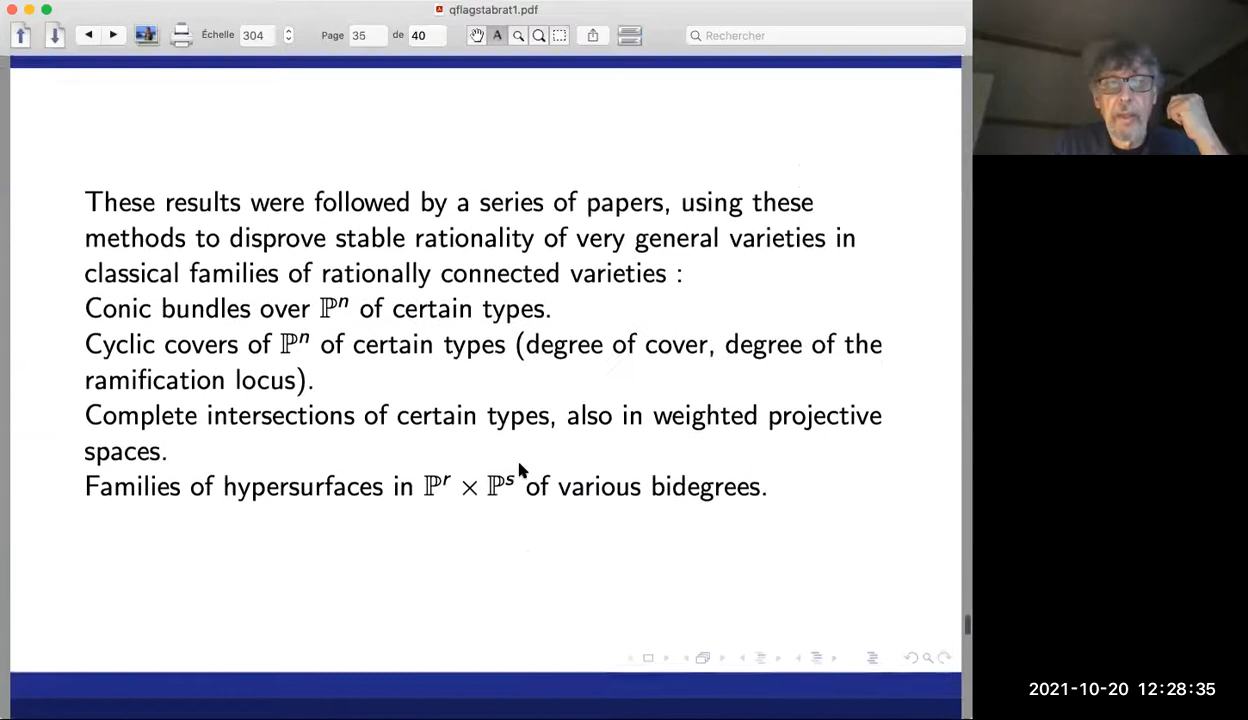 qflagstabrat1.pdf
Échelle 304 Page 35 de 40 Rechercher
These results were followed by a series of papers, using these
methods to disprove stable rationality of very general varieties in
classical families of rationally connected varieties :
Conic bundles over ℙⁿ of certain types.
Cyclic covers of ℙⁿ of certain types (degree of cover, degree of the
ramification locus).
Complete intersections of certain types, also in weighted projective
spaces.
Families of hypersurfaces in ℙʳ × ℙˢ of various bidegrees.
2021-10-20 12:28:35